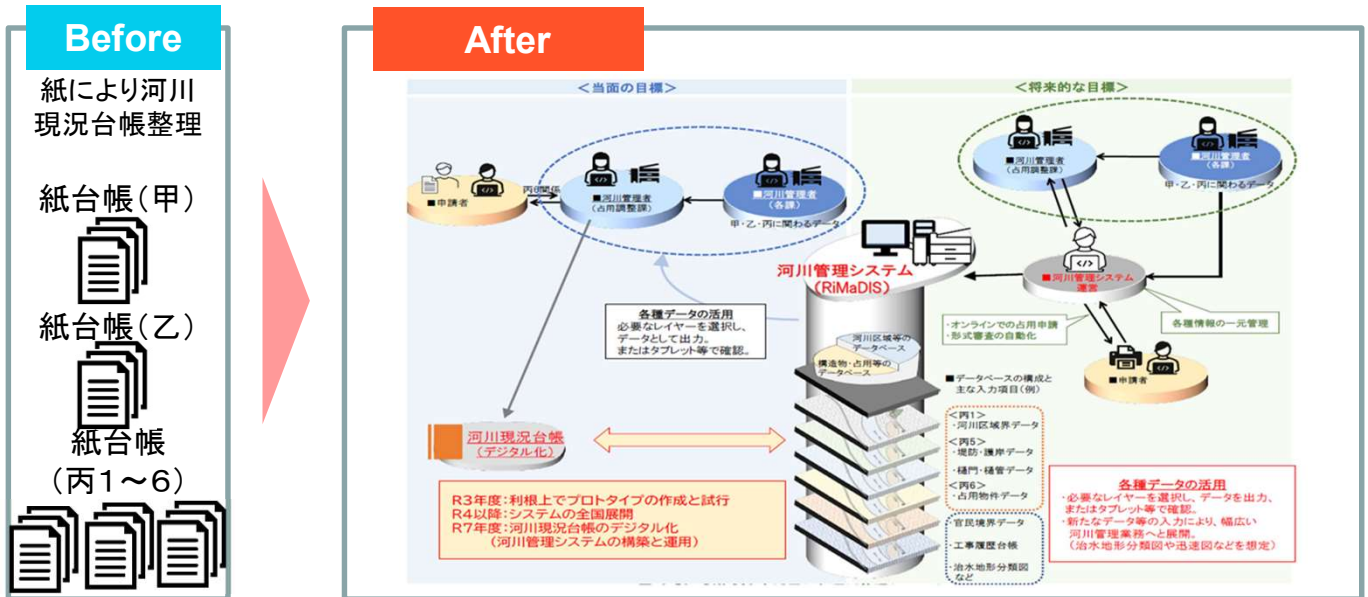 Before
紙により河川
現況台帳整理
紙台帳(甲)
紙台帳(乙)
紙台帳
(丙1～6)
After
＜当面の目標＞
■申請者
丙6関係
■河川管理者
(占用調整課)
■河川管理者
(各課)
甲・乙・丙に関わるデータ
河川管理システム
(RiMaDIS)
各種データの活用
必要なレイヤーを選択し、
データとして出力。
またはタブレット等で確認。
河川区域等の
データベース
構造物・占用等の
データベース
河川現況台帳
(デジタル化)
R3年度:利根上でプロトタイプの作成と試行
R4以降:システムの全国展開
R7年度:河川現況台帳のデジタル化
(河川管理システムの構築と運用)
＜将来的な目標＞
■河川管理者
(占用調整課)
■河川管理者
(各課)
甲・乙・丙に関わるデータ
■河川管理システム
運営
・オンラインでの占用申請
・形式審査の自動化
各種情報の一元管理
■申請者
■データベースの構成と
主な入力項目(例)
＜丙1＞
・河川区域界データ
＜丙5＞
・堤防・護岸データ
・樋門・樋管データ
＜丙6＞
・占用物件データ
官民境界データ
・工事履歴台帳
・治水地形分類図
など
各種データの活用
・必要なレイヤーを選択し、データを出力、
またはタブレット等で確認。
・新たなデータ等の入力により、幅広い
河川管理業務へと展開。
(治水地形分類図や迅速図などを想定)